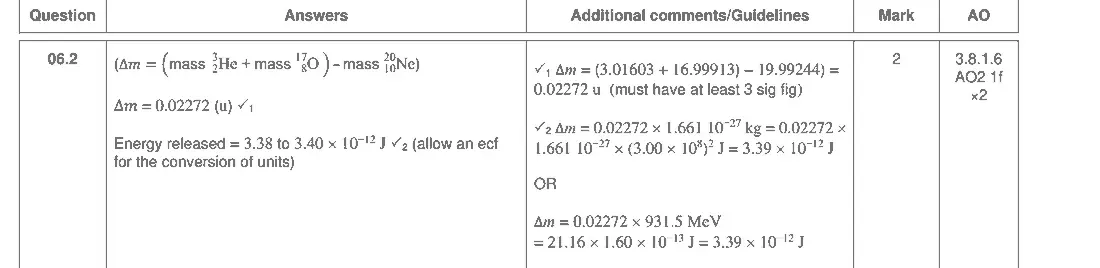 Question Answers Additional comments/Guidelines Mark AO
06.2
(Δm = (mass ³₂He + mass ¹⁷₈O) – mass ²⁰₁₀Ne)
Δm = 0.02272 (u) ✓₁
Energy released = 3.38 to 3.40 × 10⁻¹² J ✓₂ (allow an ecf
for the conversion of units)
✓₁ Δm = (3.01603 + 16.99913) − 19.99244) =
0.02272 u (must have at least 3 sig fig)
✓₂ Δm = 0.02272 × 1.661 10⁻²⁷ kg = 0.02272 ×
1.661 10⁻²⁷ × (3.00 × 10⁸)² J = 3.39 × 10⁻¹² J
OR
Δm = 0.02272 × 931.5 MeV
= 21.16 × 1.60 × 10⁻¹³ J = 3.39 × 10⁻¹² J
2
3.8.1.6
AO2 1f
×2